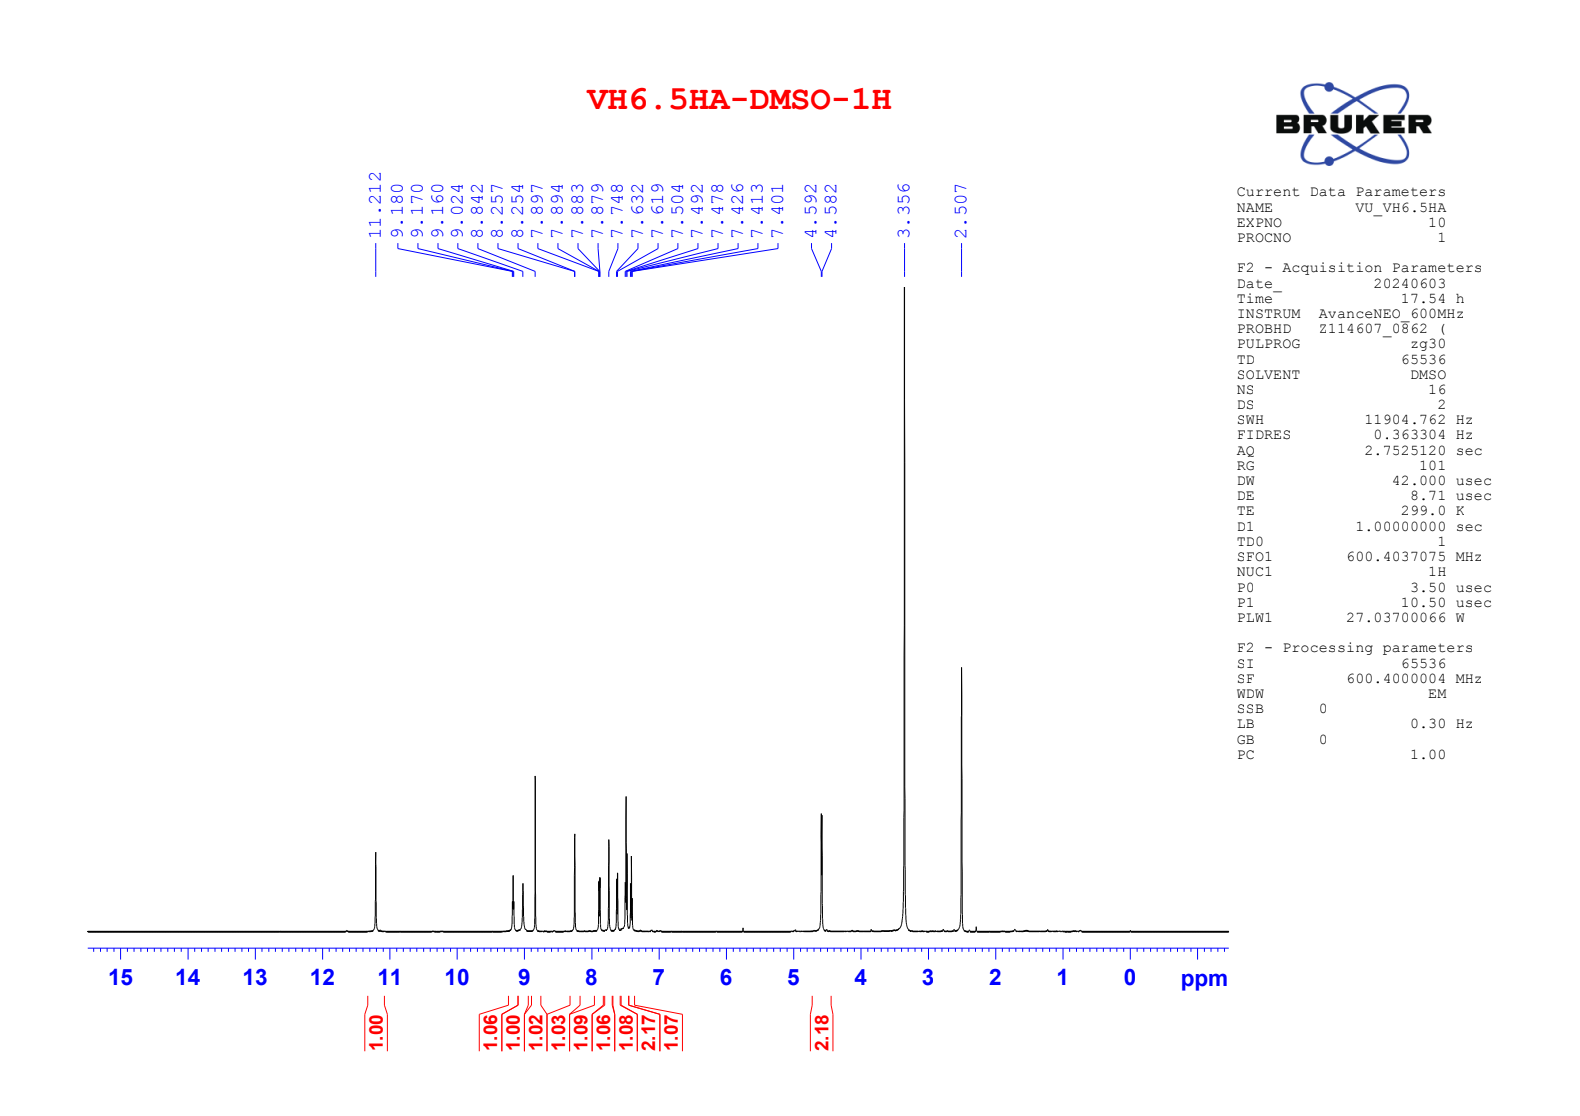 VH6.5HA-DMSO-1H
BRUKER
11.212
9.180
9.170
9.160
9.024
8.842
8.257
8.254
7.897
7.894
7.883
7.879
7.748
7.632
7.619
7.504
7.492
7.478
7.426
7.413
7.401
4.592
4.582
3.356
2.507
Current Data Parameters
NAME VU_VH6.5HA
EXPNO 10
PROCNO 1
F2 - Acquisition Parameters
Date_ 20240603
Time 17.54 h
INSTRUM AvanceNEO_600MHz
PROBHD Z114607_0862 (
PULPROG zg30
TD 65536
SOLVENT DMSO
NS 16
DS 2
SWH 11904.762 Hz
FIDRES 0.363304 Hz
AQ 2.7525120 sec
RG 101
DW 42.000 usec
DE 8.71 usec
TE 299.0 K
D1 1.00000000 sec
TD0 1
SFO1 600.4037075 MHz
NUC1 1H
P0 3.50 usec
P1 10.50 usec
PLW1 27.03700066 W
F2 - Processing parameters
SI 65536
SF 600.4000004 MHz
WDW EM
SSB 0
LB 0.30 Hz
GB 0
PC 1.00
15 14 13 12 11 10 9 8 7 6 5 4 3 2 1 0 ppm
1.00
1.06
1.00
1.02
1.03
1.09
1.06
1.08
2.17
1.07
2.18